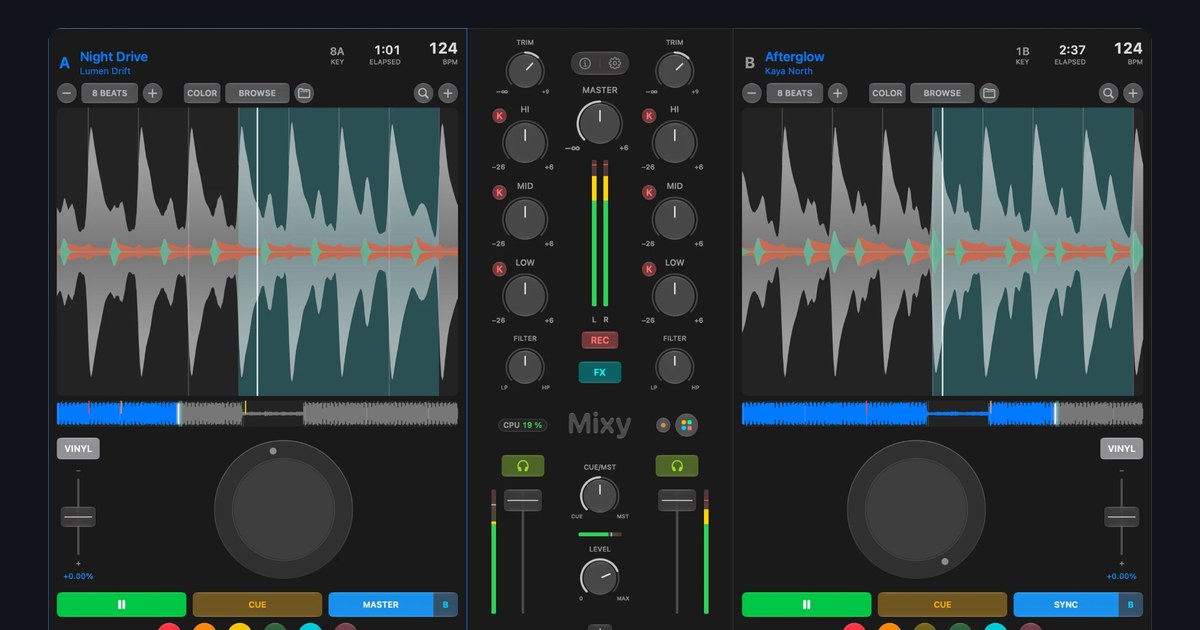 A
Night Drive
Lumen Drift
8A
KEY
1:01
ELAPSED
124
BPM
8 BEATS
COLOR
BROWSE
VINYL
+0.00%
CUE
MASTER
B
TRIM
−∞
+9
K
HI
−26
+6
K
MID
−26
+6
K
LOW
−26
+6
FILTER
LP
HP
MASTER
−∞
+6
L
R
REC
FX
CPU 19 %
Mixy
CUE/MST
CUE
MST
LEVEL
0
MAX
TRIM
−∞
+9
K
HI
−26
+6
K
MID
−26
+6
K
LOW
−26
+6
FILTER
LP
HP
B
Afterglow
Kaya North
1B
KEY
2:37
ELAPSED
124
BPM
8 BEATS
COLOR
BROWSE
VINYL
+0.00%
CUE
SYNC
B